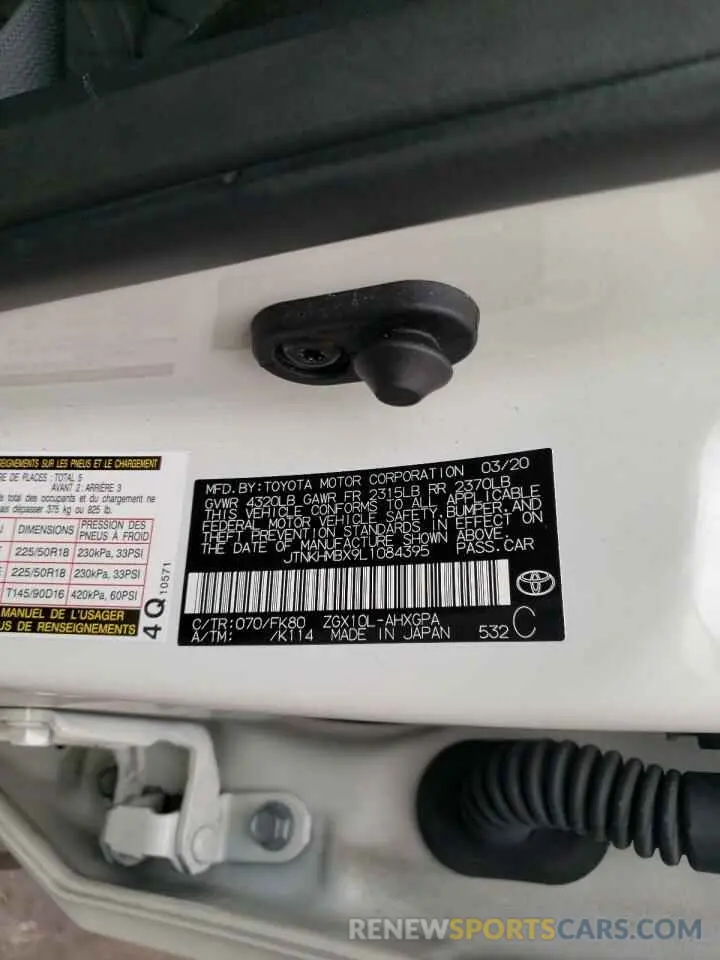 SEIGNEMENTS SUR LES PNEUS ET LE CHARGEMENT
RE DE PLACES : TOTAL 5
AVANT 2 : ARRIÈRE 3
s total des occupants et du chargement ne
ais dépasser 375 kg ou 825 lb.
DIMENSIONS PRESSION DES PNEUS À FROID
225/50R18 230kPa, 33PSI
225/50R18 230kPa, 33PSI
T145/90D16 420kPa, 60PSI
MANUEL DE L'USAGER
US DE RENSEIGNEMENTS
4Q 10571
MFD. BY: TOYOTA MOTOR CORPORATION 03/20
GVWR 4320LB GAWR FR 2315LB RR 2370LB
THIS VEHICLE CONFORMS TO ALL APPLICABLE
FEDERAL MOTOR VEHICLE SAFETY, BUMPER, AND
THEFT PREVENTION STANDARDS IN EFFECT ON
THE DATE OF MANUFACTURE SHOWN ABOVE.
JTNKHMBX9L1084395 PASS.CAR
C/TR: 070/FK80 ZGX10L-AHXGPA
A/TM: /K114 MADE IN JAPAN 532 C
RENEWSPORTSCARS.COM